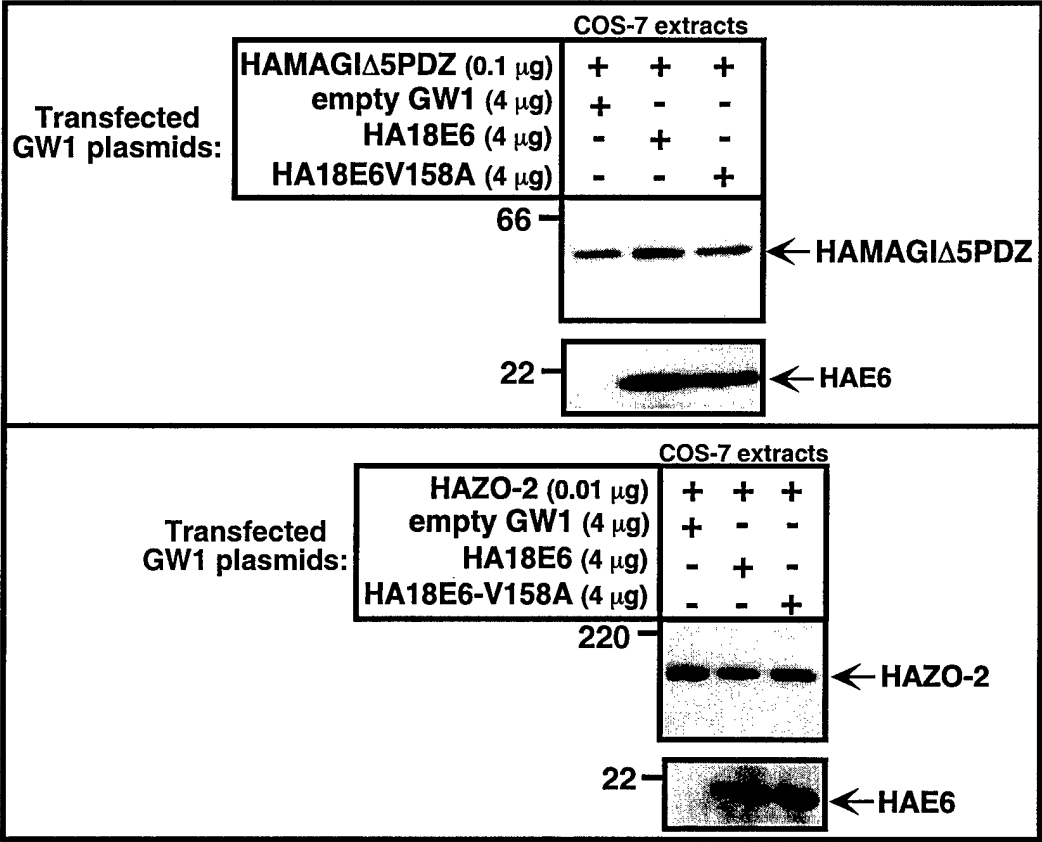 COS-7 extracts
HAMAGIΔ5PDZ (0.1 μg) + + +
empty GW1 (4 μg) + - -
HA18E6 (4 μg) - + -
HA18E6V158A (4 μg) - - +
Transfected
GW1 plasmids:
66
HAMAGIΔ5PDZ
22
HAE6
COS-7 extracts
HAZO-2 (0.01 μg) + + +
empty GW1 (4 μg) + - -
HA18E6 (4 μg) - + -
HA18E6-V158A (4 μg) - - +
Transfected
GW1 plasmids:
220
HAZO-2
22
HAE6